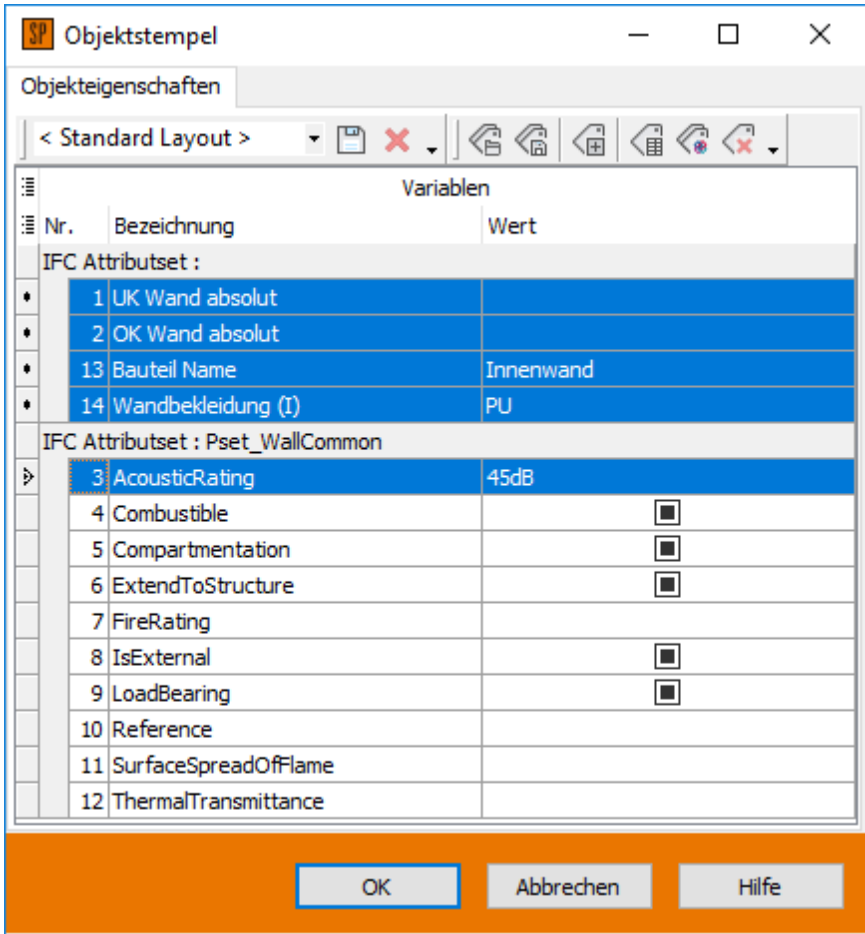 SP Objektstempel
Objekteigenschaften
< Standard Layout >
Variablen
Nr. Bezeichnung Wert
IFC Attributset :
1 UK Wand absolut
2 OK Wand absolut
13 Bauteil Name Innenwand
14 Wandbekleidung (I) PU
IFC Attributset : Pset_WallCommon
3 AcousticRating 45dB
4 Combustible
5 Compartmentation
6 ExtendToStructure
7 FireRating
8 IsExternal
9 LoadBearing
10 Reference
11 SurfaceSpreadOfFlame
12 ThermalTransmittance
OK Abbrechen Hilfe